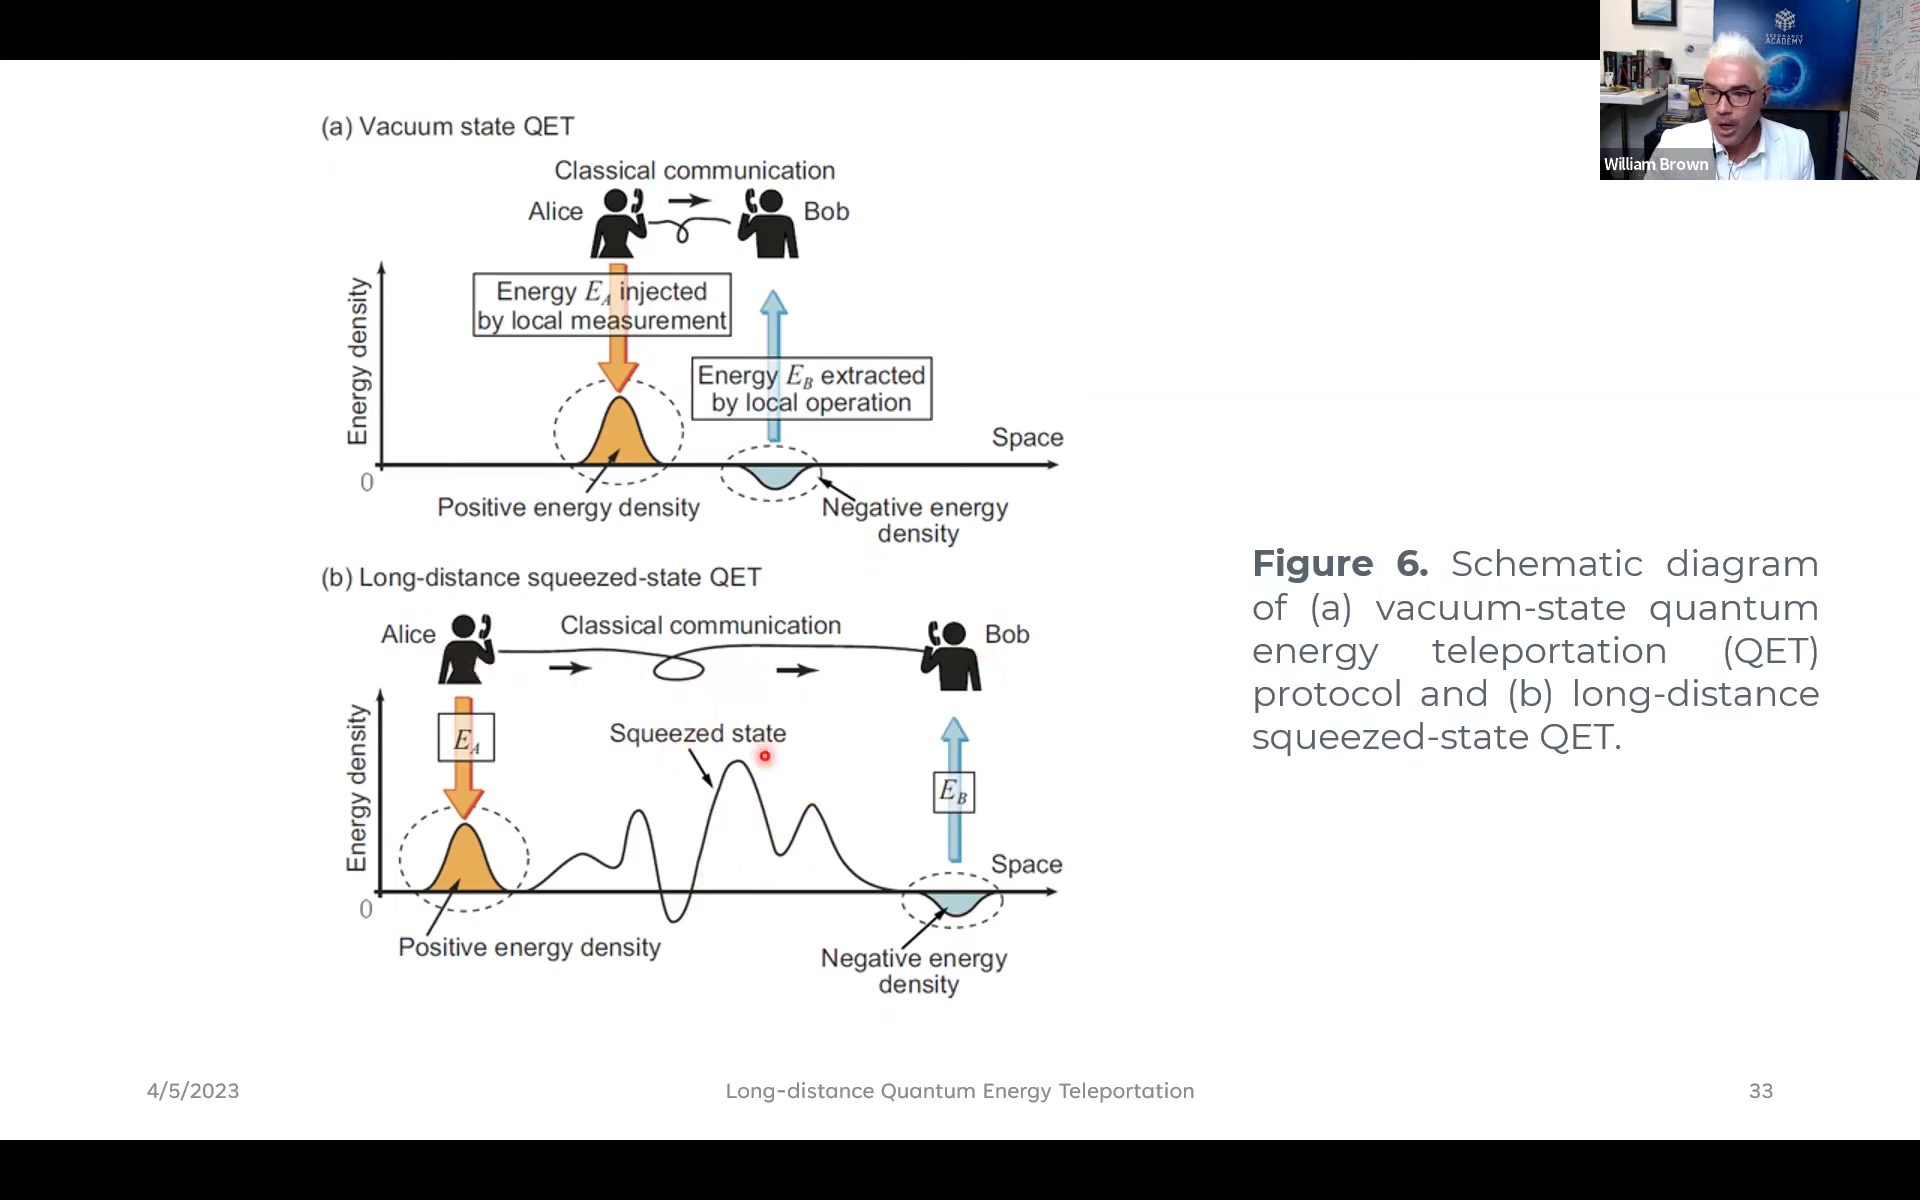 (a) Vacuum state QET
Classical communication
Alice
Bob
Energy density
Energy E_A injected
by local measurement
Energy E_B extracted
by local operation
Space
0
Positive energy density
Negative energy
density
(b) Long-distance squeezed-state QET
Alice
Classical communication
Bob
Energy density
E_A
Squeezed state
E_B
Space
0
Positive energy density
Negative energy
density
Figure 6. Schematic diagram
of (a) vacuum-state quantum
energy teleportation (QET)
protocol and (b) long-distance
squeezed-state QET.
4/5/2023
Long-distance Quantum Energy Teleportation
33
RESONANCE
ACADEMY
William Brown